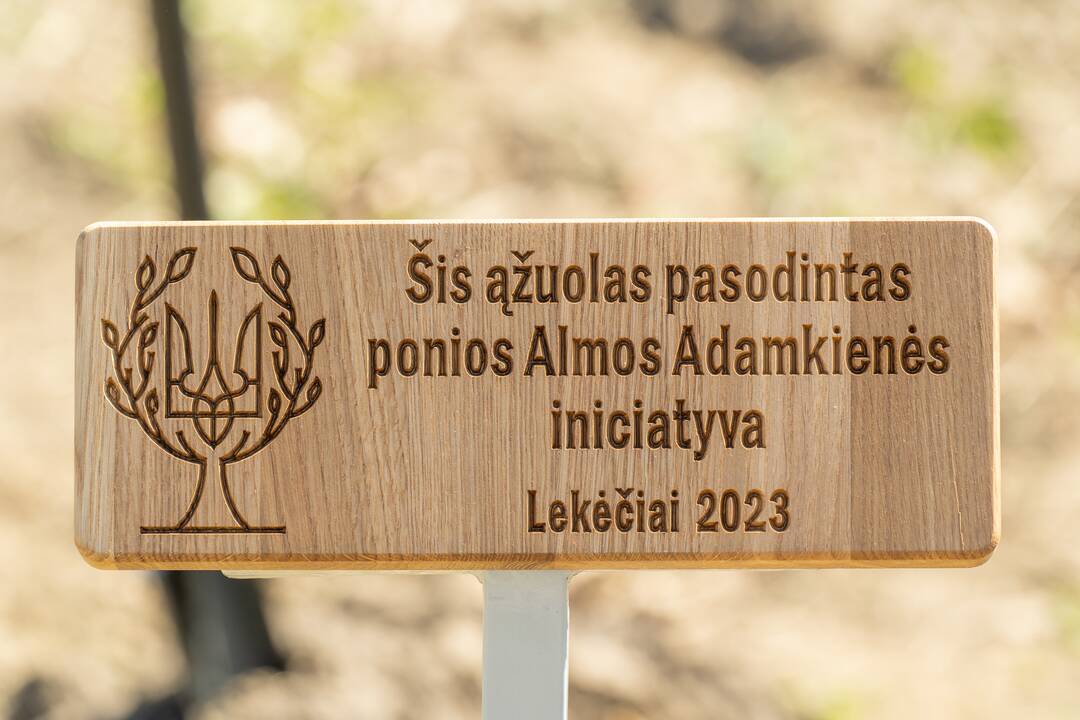 Šis ąžuolas pasodintas
ponios Almos Adamkienės
iniciatyva
Lekėčiai 2023